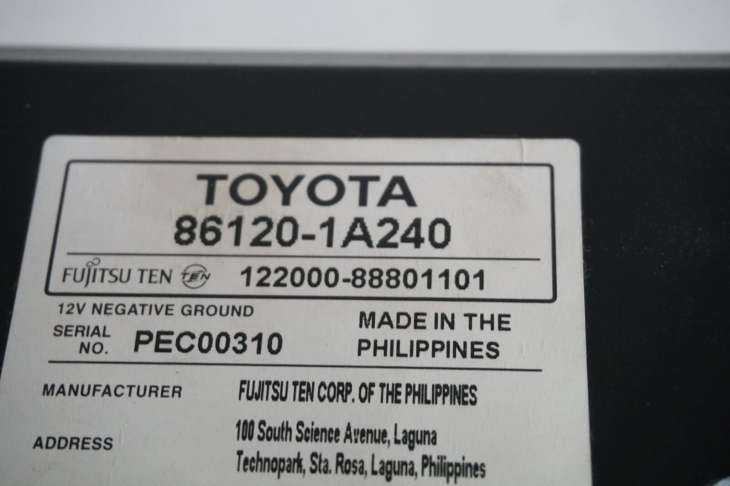 TOYOTA
86120-1A240
FUJITSU TEN TEN 122000-88801101
12V NEGATIVE GROUND
SERIAL NO. PEC00310
MADE IN THE PHILIPPINES
MANUFACTURER FUJITSU TEN CORP. OF THE PHILIPPINES
ADDRESS 100 South Science Avenue, Laguna
Technopark, Sta. Rosa, Laguna, Philippines